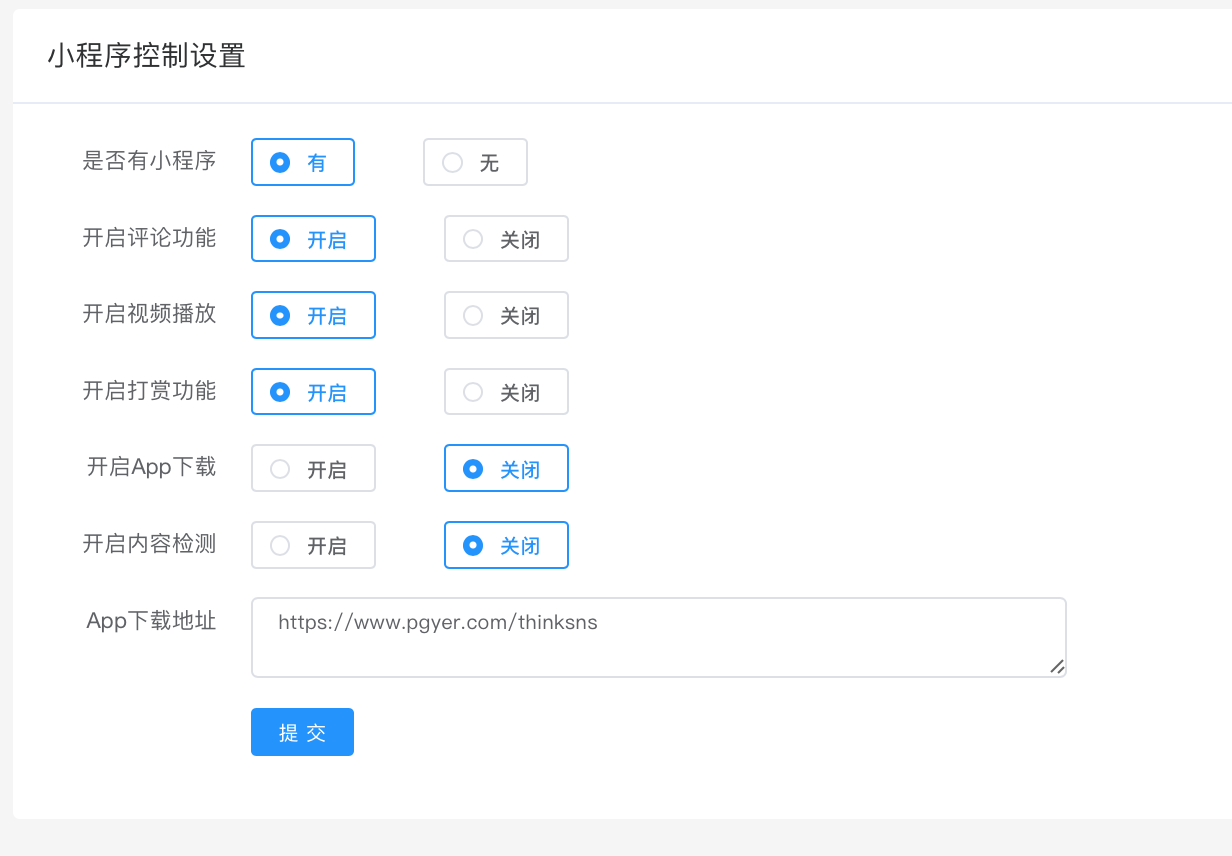 小程序控制设置
是否有小程序 有 无
开启评论功能 开启 关闭
开启视频播放 开启 关闭
开启打赏功能 开启 关闭
开启App下载 开启 关闭
开启内容检测 开启 关闭
App下载地址 https://www.pgyer.com/thinksns
提 交